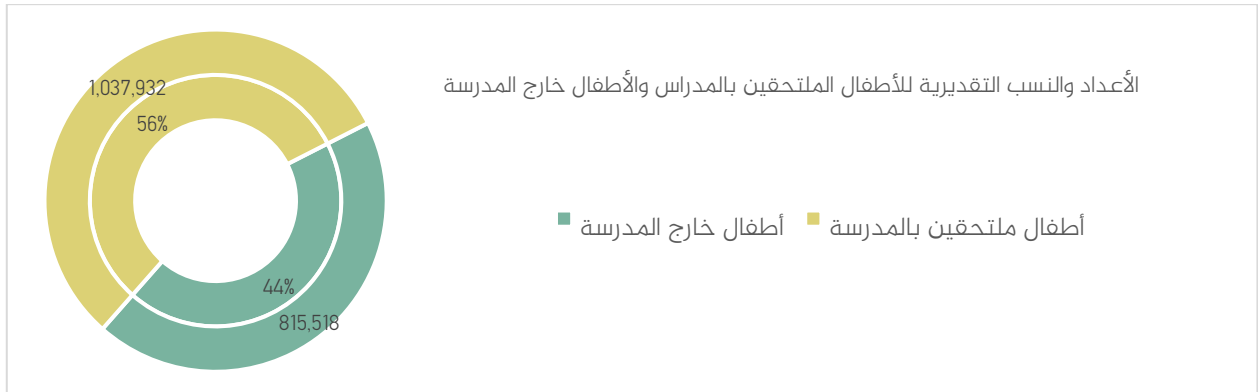 الأعداد والنسب التقديرية للأطفال الملتحقين بالمدراس والأطفال خارج المدرسة
1,037,932
56%
أطفال ملتحقين بالمدرسة
أطفال خارج المدرسة
44%
815,518